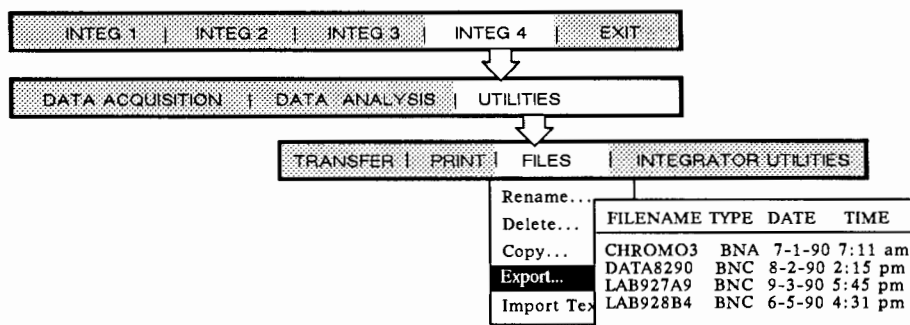 INTEG 1 | INTEG 2 | INTEG 3 | INTEG 4 | EXIT
DATA ACQUISITION | DATA ANALYSIS | UTILITIES
TRANSFER | PRINT | FILES | INTEGRATOR UTILITIES
Rename...
Delete...
Copy...
Export...
Import Tex
FILENAME TYPE DATE TIME
CHROMO3 BNA 7-1-90 7:11 am
DATA8290 BNC 8-2-90 2:15 pm
LAB927A9 BNC 9-3-90 5:45 pm
LAB928B4 BNC 6-5-90 4:31 pm